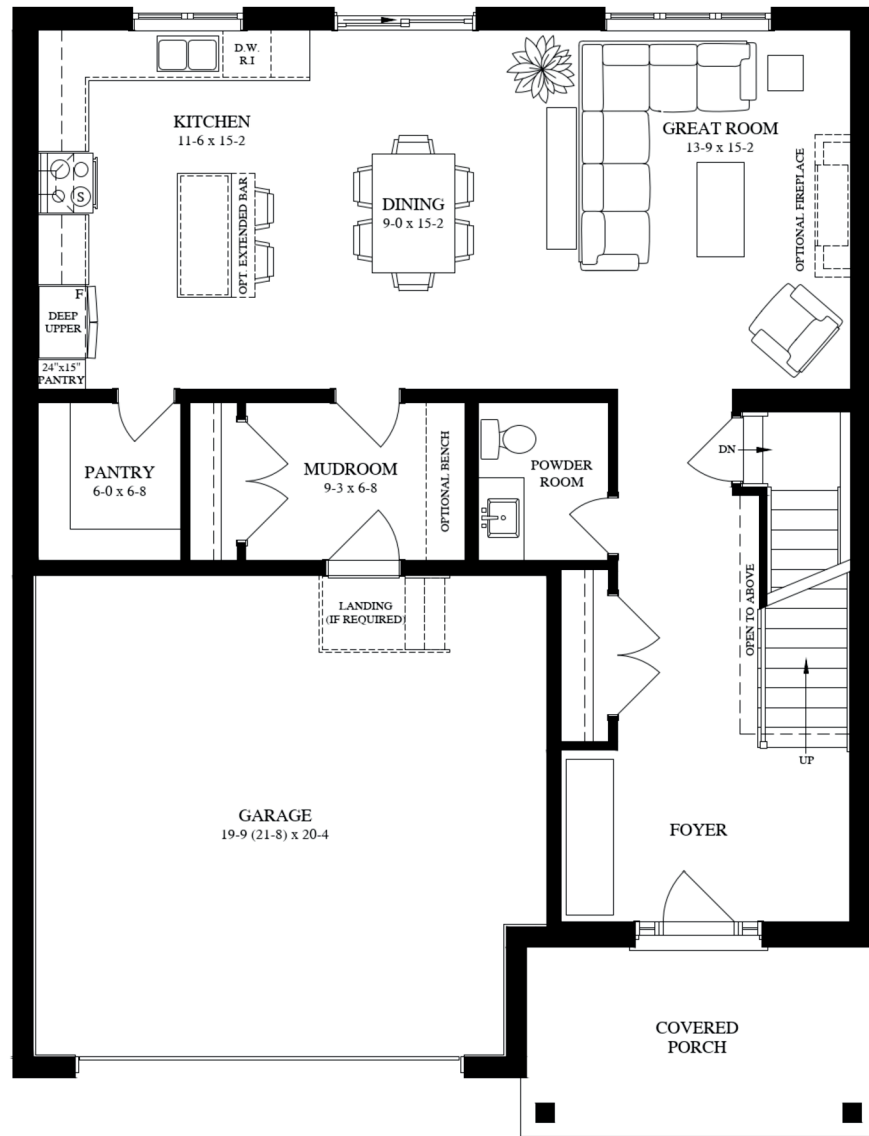 D.W.
R.I
KITCHEN
11-6 x 15-2
GREAT ROOM
13-9 x 15-2
DINING
9-0 x 15-2
OPT. EXTENDED BAR
OPTIONAL FIREPLACE
S
F
DEEP
UPPER
24"x15"
PANTRY
PANTRY
6-0 x 6-8
MUDROOM
9-3 x 6-8
OPTIONAL BENCH
POWDER
ROOM
DN
LANDING
(IF REQUIRED)
OPEN TO ABOVE
UP
GARAGE
19-9 (21-8) x 20-4
FOYER
COVERED
PORCH